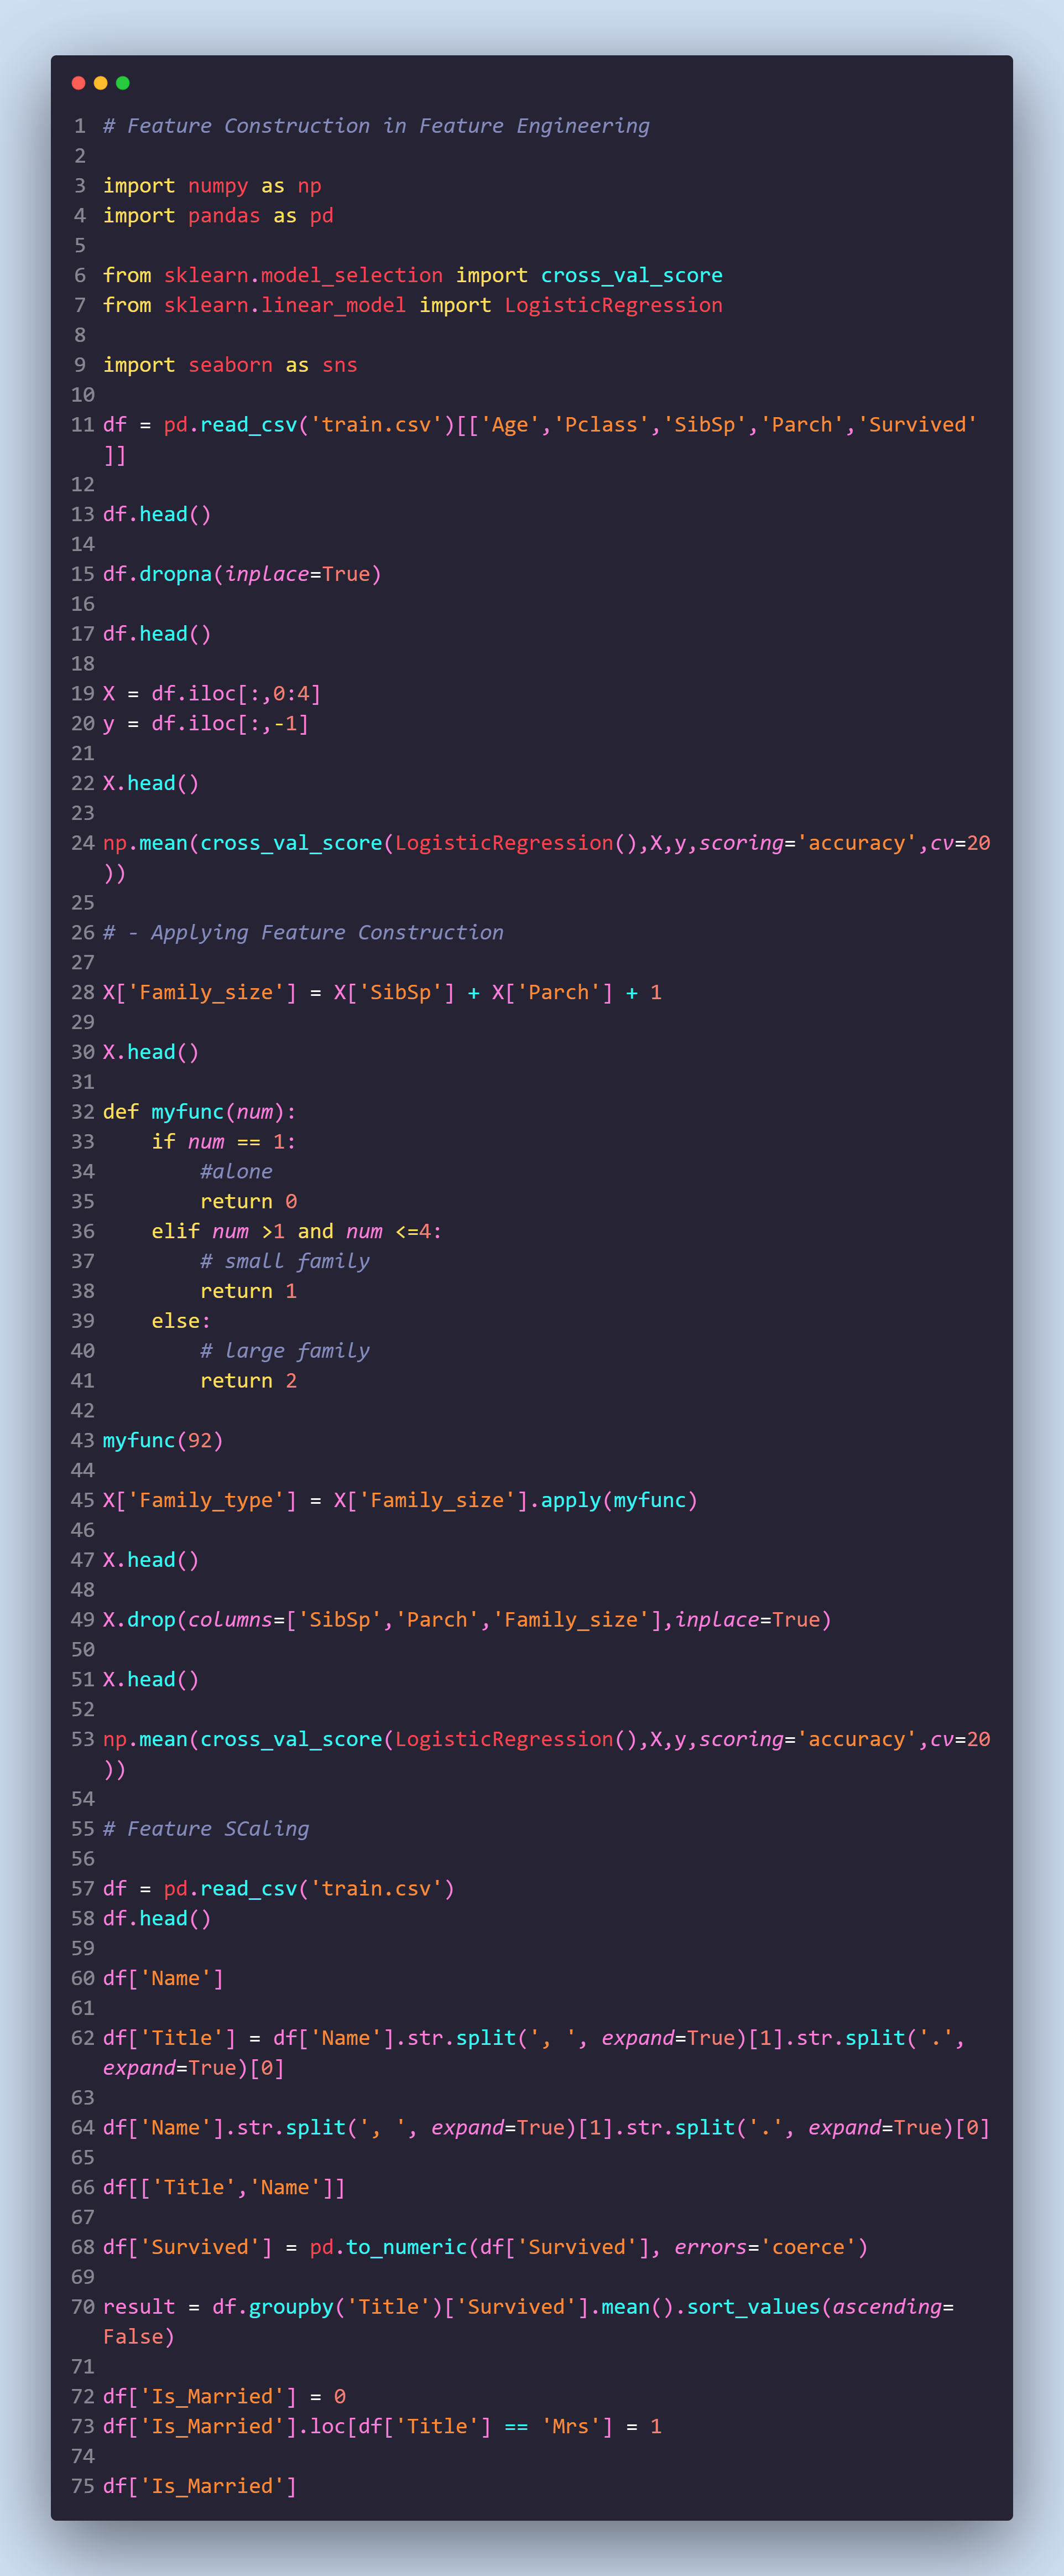 1 # Feature Construction in Feature Engineering
2
3 import numpy as np
4 import pandas as pd
5
6 from sklearn.model_selection import cross_val_score
7 from sklearn.linear_model import LogisticRegression
8
9 import seaborn as sns
10
11 df = pd.read_csv('train.csv')[['Age','Pclass','SibSp','Parch','Survived'
]]
12
13 df.head()
14
15 df.dropna(inplace=True)
16
17 df.head()
18
19 X = df.iloc[:,0:4]
20 y = df.iloc[:,-1]
21
22 X.head()
23
24 np.mean(cross_val_score(LogisticRegression(),X,y,scoring='accuracy',cv=20
))
25
26 # - Applying Feature Construction
27
28 X['Family_size'] = X['SibSp'] + X['Parch'] + 1
29
30 X.head()
31
32 def myfunc(num):
33     if num == 1:
34         #alone
35         return 0
36     elif num >1 and num <=4:
37         # small family
38         return 1
39     else:
40         # large family
41         return 2
42
43 myfunc(92)
44
45 X['Family_type'] = X['Family_size'].apply(myfunc)
46
47 X.head()
48
49 X.drop(columns=['SibSp','Parch','Family_size'],inplace=True)
50
51 X.head()
52
53 np.mean(cross_val_score(LogisticRegression(),X,y,scoring='accuracy',cv=20
))
54
55 # Feature SCaling
56
57 df = pd.read_csv('train.csv')
58 df.head()
59
60 df['Name']
61
62 df['Title'] = df['Name'].str.split(', ', expand=True)[1].str.split('.',
expand=True)[0]
63
64 df['Name'].str.split(', ', expand=True)[1].str.split('.', expand=True)[0]
65
66 df[['Title','Name']]
67
68 df['Survived'] = pd.to_numeric(df['Survived'], errors='coerce')
69
70 result = df.groupby('Title')['Survived'].mean().sort_values(ascending=
False)
71
72 df['Is_Married'] = 0
73 df['Is_Married'].loc[df['Title'] == 'Mrs'] = 1
74
75 df['Is_Married']